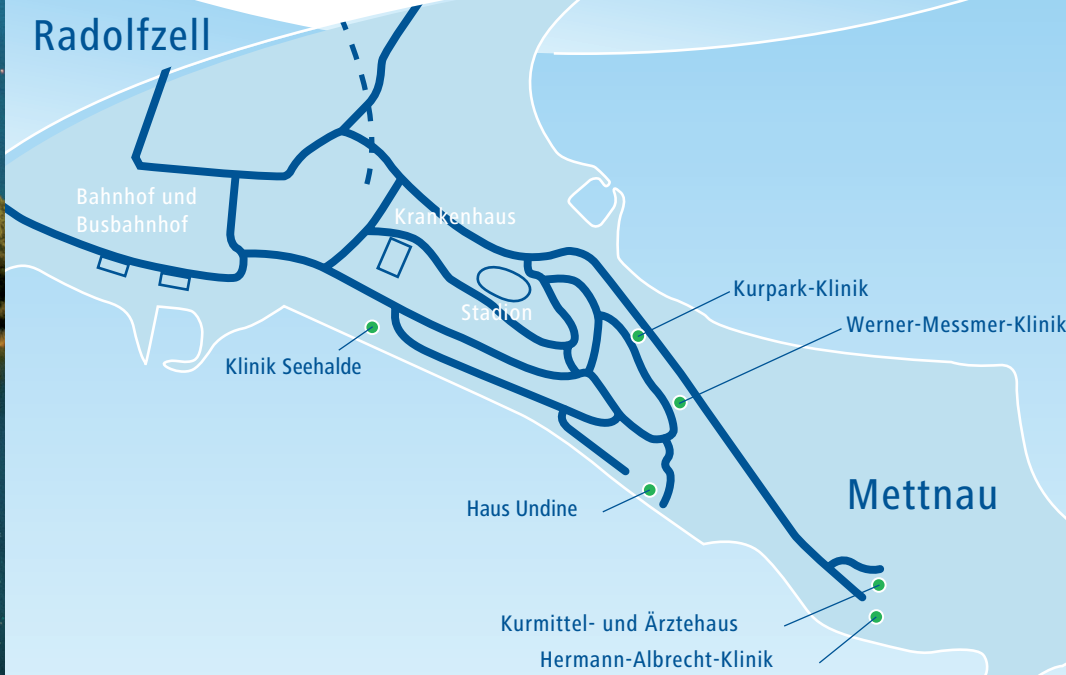 Radolfzell
Bahnhof und
Busbahnhof
Krankenhaus
Kurpark-Klinik
Stadion
Werner-Messmer-Klinik
Klinik Seehalde
Mettnau
Haus Undine
Kurmittel- und Ärztehaus
Hermann-Albrecht-Klinik